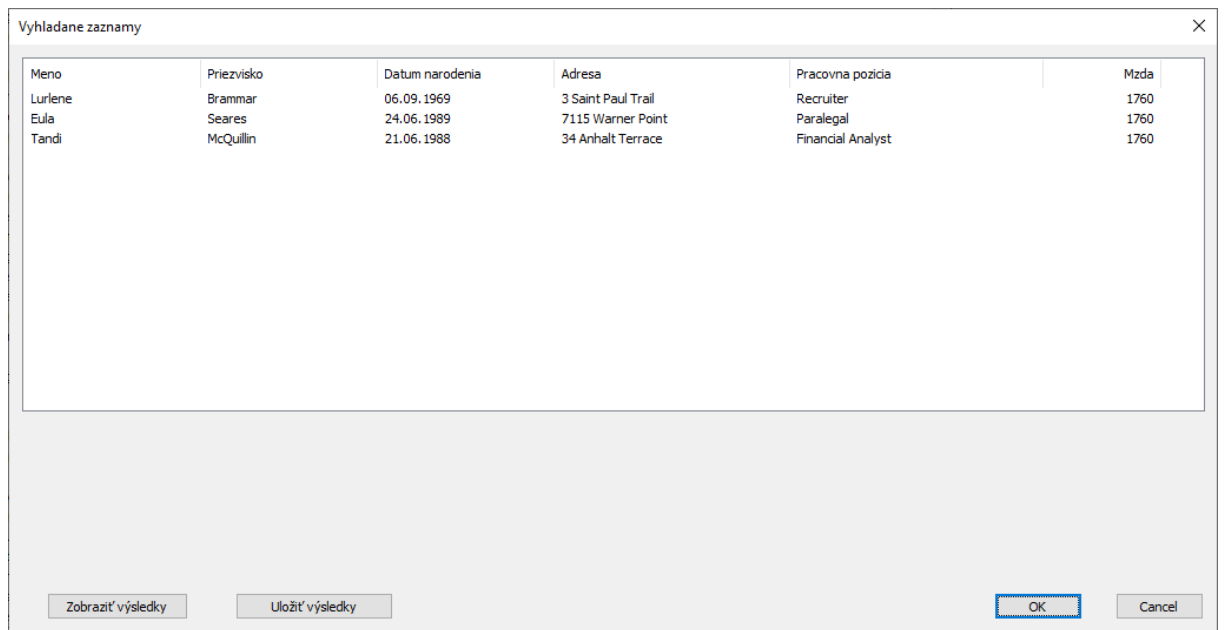 Vyhladane zaznamy
Meno Priezvisko Datum narodenia Adresa Pracovna pozicia Mzda
Lurlene Brammar 06.09.1969 3 Saint Paul Trail Recruiter 1760
Eula Seares 24.06.1989 7115 Warner Point Paralegal 1760
Tandi McQuillin 21.06.1988 34 Anhalt Terrace Financial Analyst 1760
Zobraziť výsledky Uložiť výsledky OK Cancel